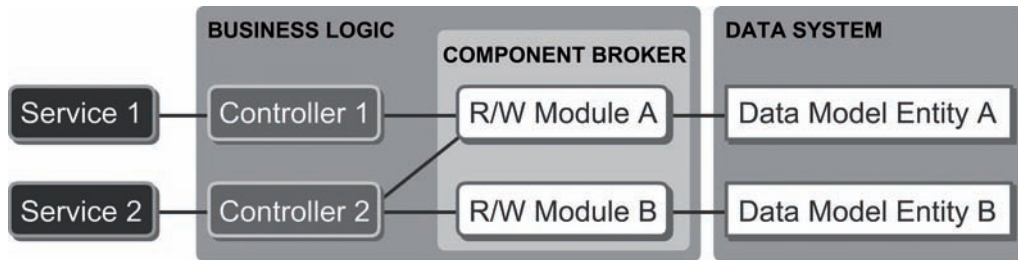 BUSINESS LOGIC
DATA SYSTEM
COMPONENT BROKER
Service 1
Controller 1
R/W Module A
Data Model Entity A
Service 2
Controller 2
R/W Module B
Data Model Entity B